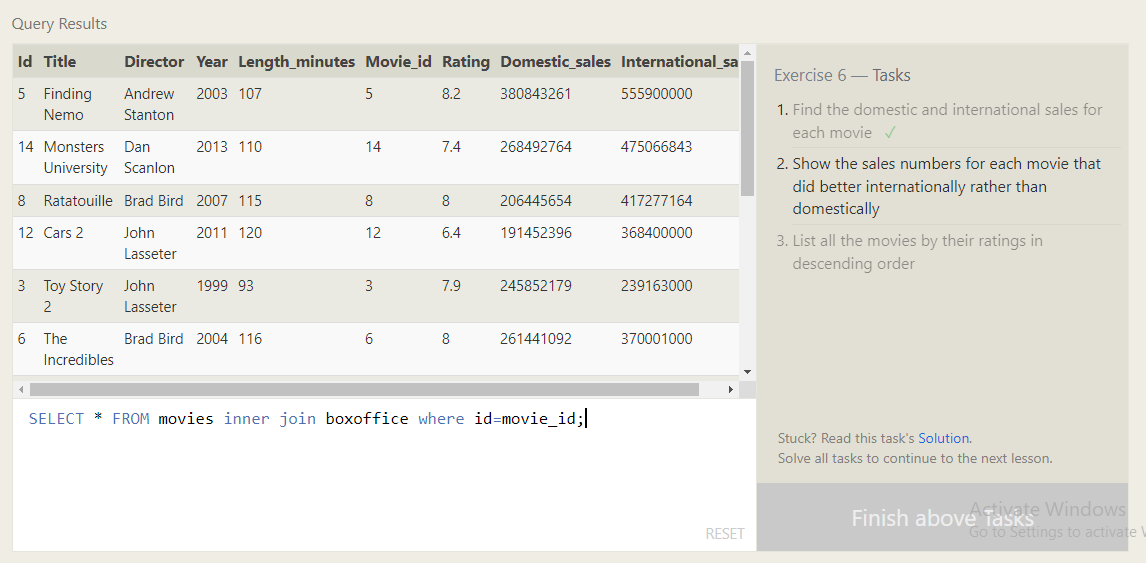 Query Results
Id Title Director Year Length_minutes Movie_id Rating Domestic_sales International_sa
5 Finding Nemo Andrew Stanton 2003 107 5 8.2 380843261 555900000
14 Monsters University Dan Scanlon 2013 110 14 7.4 268492764 475066843
8 Ratatouille Brad Bird 2007 115 8 8 206445654 417277164
12 Cars 2 John Lasseter 2011 120 12 6.4 191452396 368400000
3 Toy Story 2 John Lasseter 1999 93 3 7.9 245852179 239163000
6 The Incredibles Brad Bird 2004 116 6 8 261441092 370001000
SELECT * FROM movies inner join boxoffice where id=movie_id;
RESET
Exercise 6 — Tasks
1. Find the domestic and international sales for
each movie ✓
2. Show the sales numbers for each movie that
did better internationally rather than
domestically
3. List all the movies by their ratings in
descending order
Stuck? Read this task's Solution.
Solve all tasks to continue to the next lesson.
Finish above Tasks
Activate Windows
Go to Settings to activate W